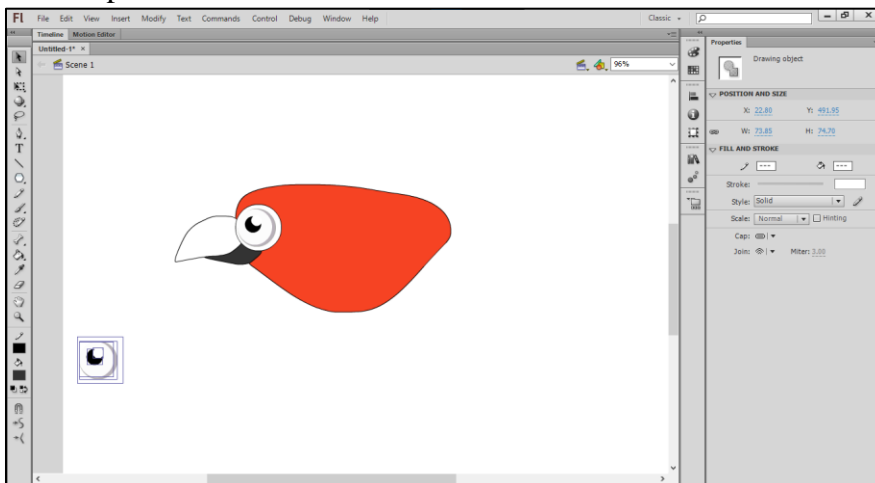 Fl File Edit View Insert Modify Text Commands Control Debug Window Help Classic
Timeline Motion Editor
Untitled-1* ×
Scene 1 96%
Properties
Drawing object
POSITION AND SIZE
X: 22.80 Y: 491.95
W: 73.85 H: 74.70
FILL AND STROKE
Stroke:
Style: Solid
Scale: Normal Hinting
Cap:
Join: Miter: 3.00